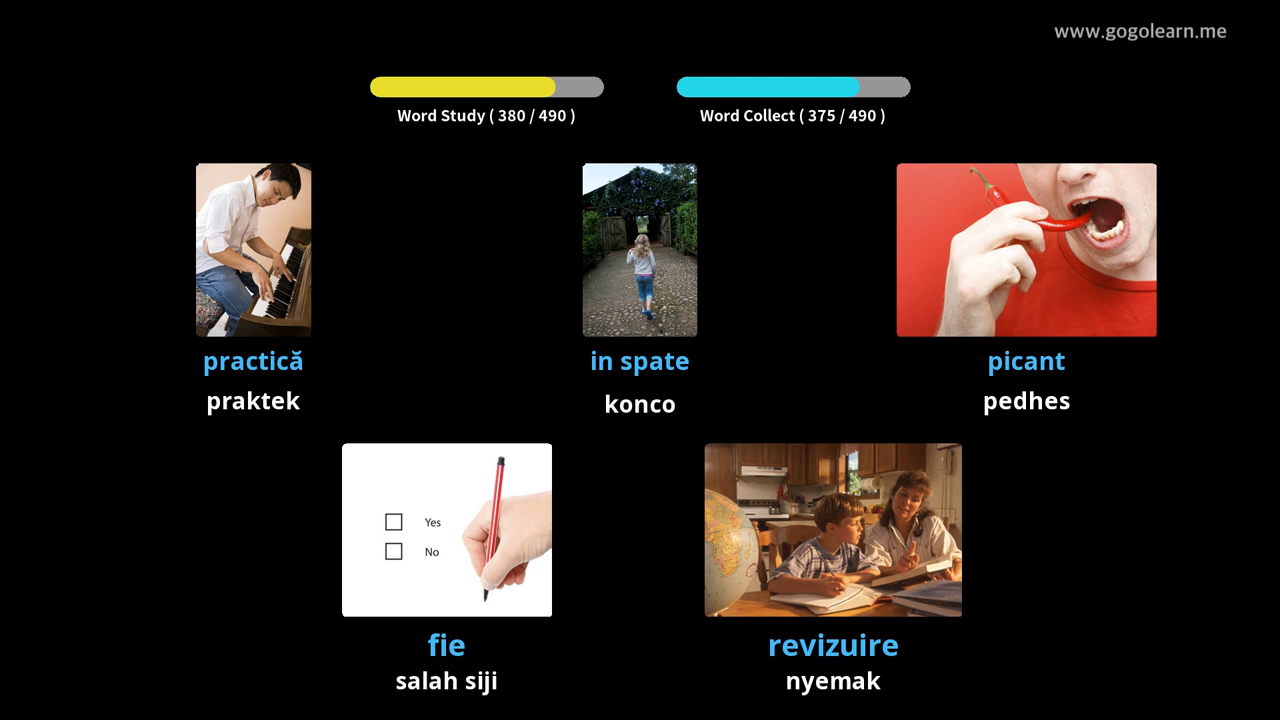 www.gogolearn.me
Word Study ( 380 / 490 )
Word Collect ( 375 / 490 )
practică
in spate
picant
praktek
konco
pedhes
Yes
No
fie
revizuire
salah siji
nyemak